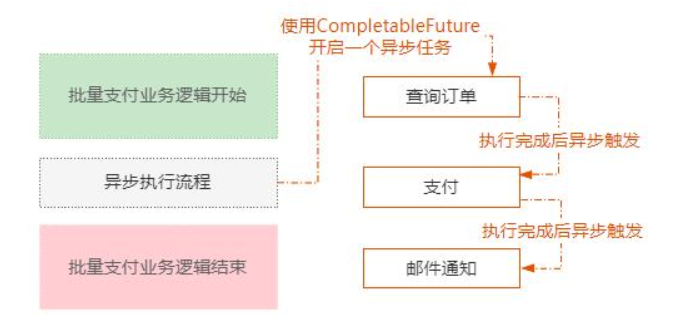 使用CompletableFuture
开启一个异步任务
批量支付业务逻辑开始
查询订单
执行完成后异步触发
异步执行流程
支付
执行完成后异步触发
批量支付业务逻辑结束
邮件通知